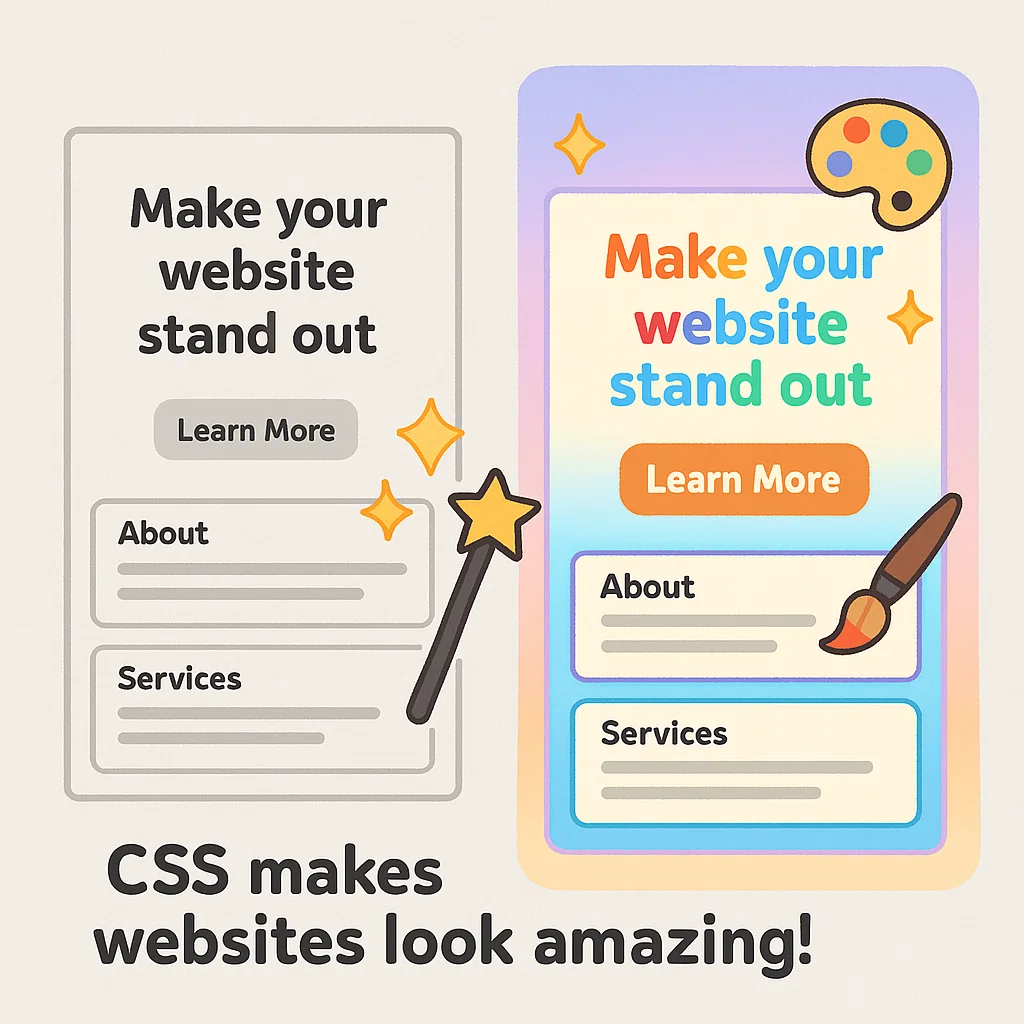 Make your
website
stand out
Learn More
About
Services
Make your
website
stand out
Learn More
About
Services
CSS makes
websites look amazing!